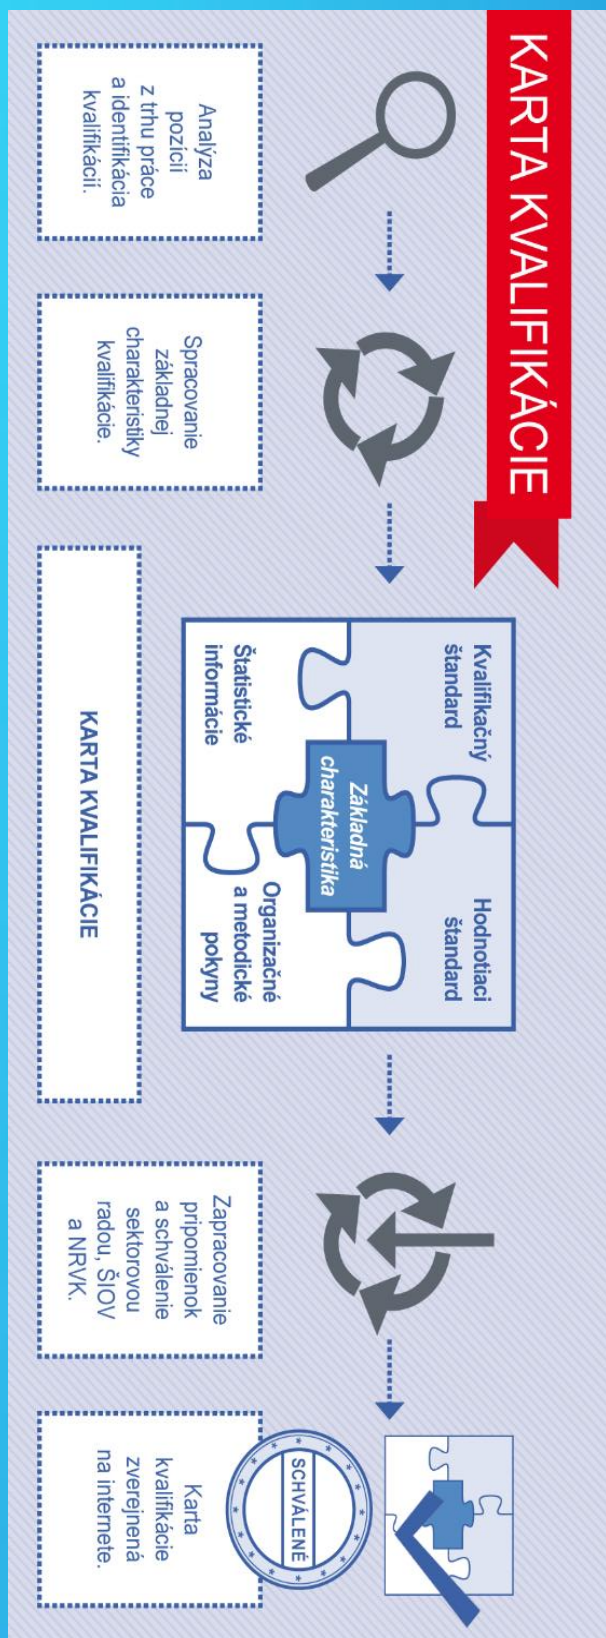 KARTA KVALIFIKÁCIE
Analýza
pozícií
z trhu práce
a identifikácia
kvalifikácií.
Spracovanie
základnej
charakteristiky
kvalifikácie.
Kvalifikačný
štandard
Hodnotiaci
štandard
Základná
charakteristika
Štatistické
informácie
Organizačné
a metodické
pokyny
KARTA KVALIFIKÁCIE
Zapracovanie
pripomienok
a schválenie
sektorovou
radou, ŠIOV
a NRVK.
SCHVÁLENÉ
Karta
kvalifikácie
zverejnená
na internete.